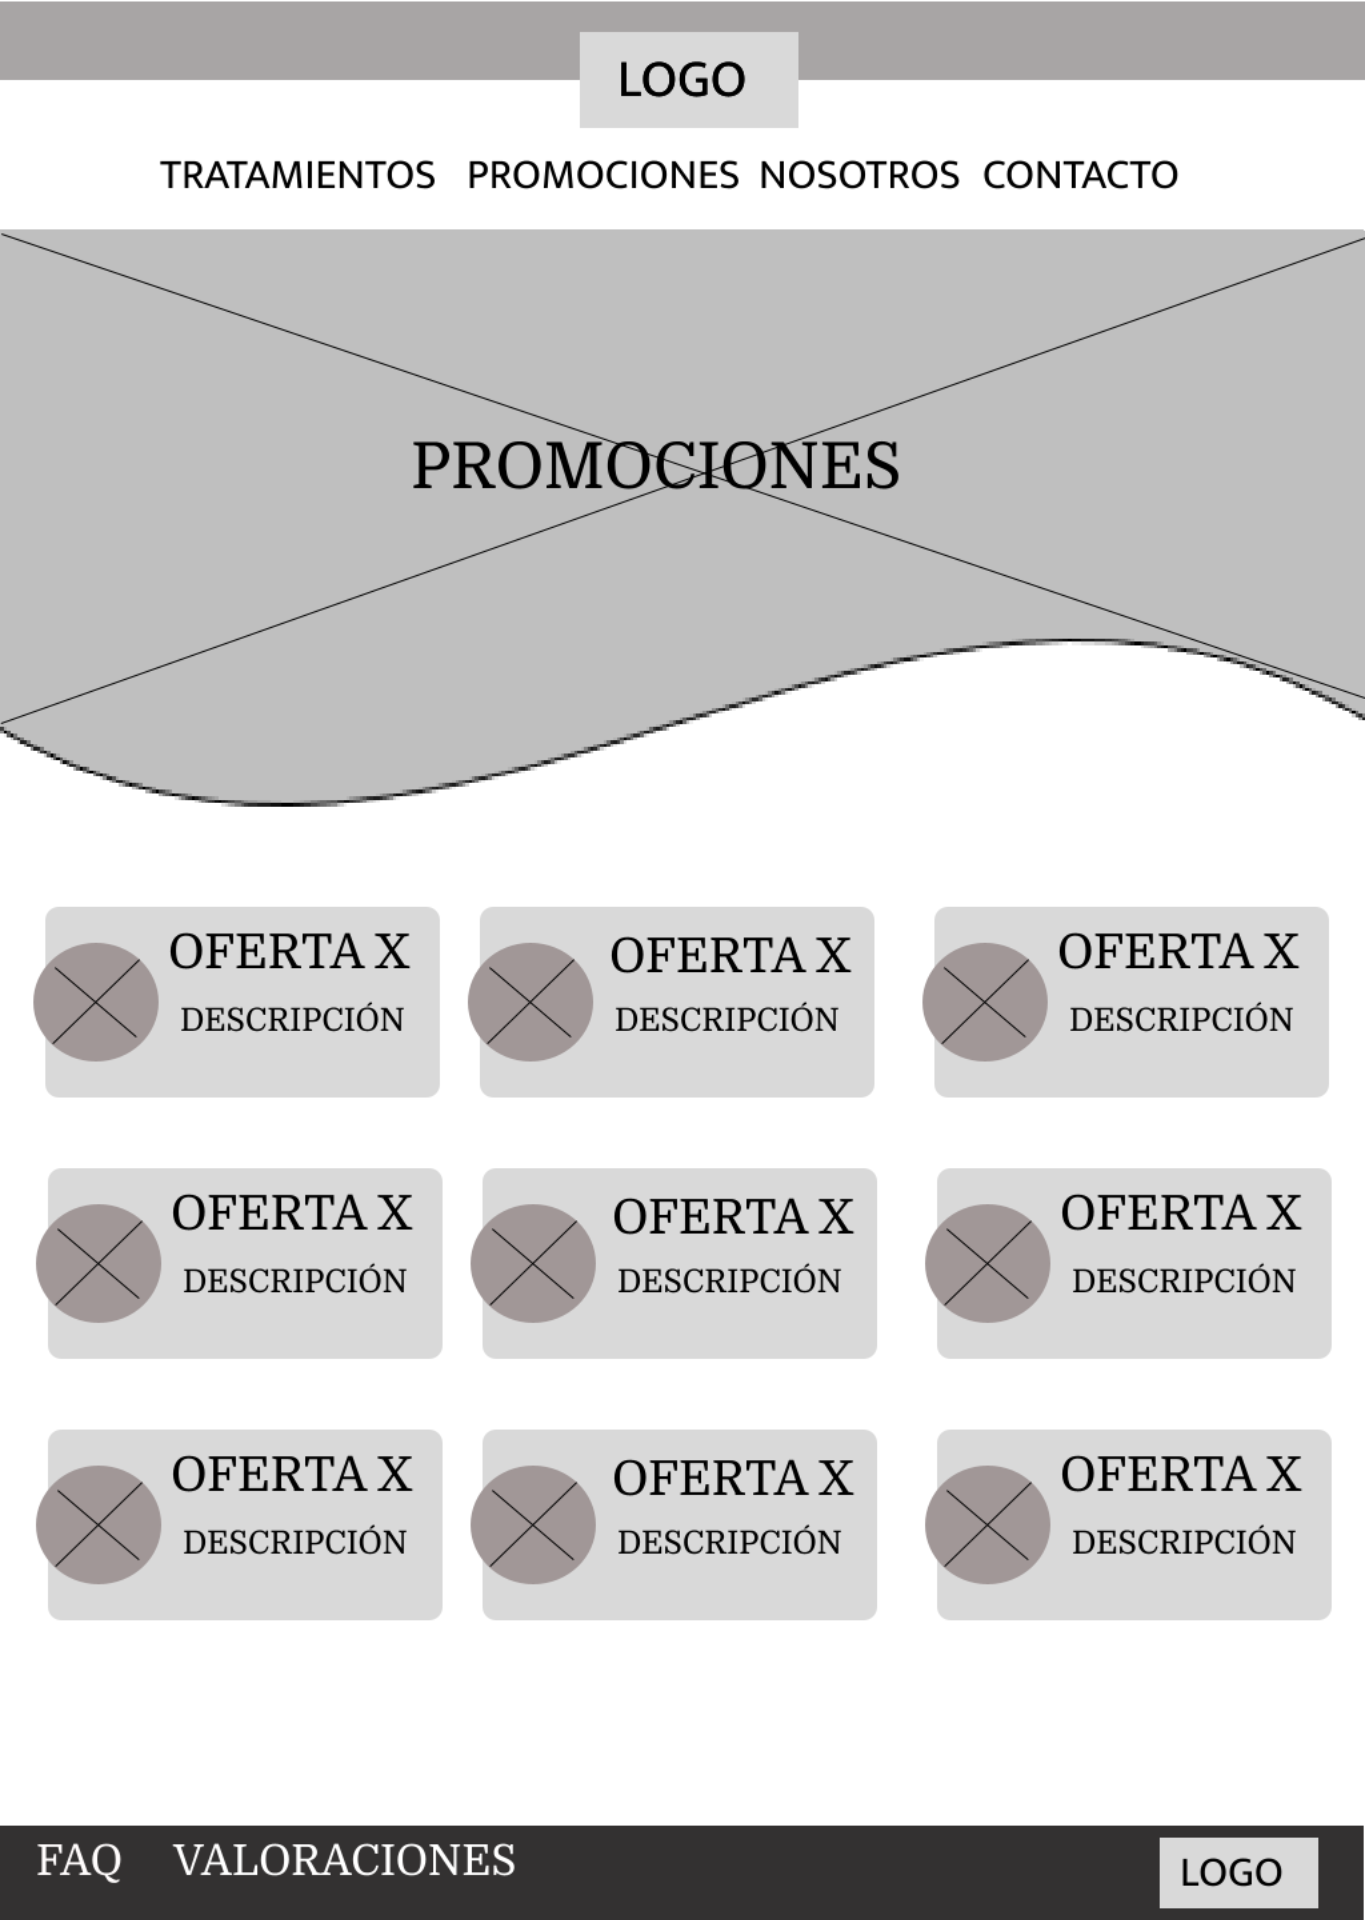 LOGO
TRATAMIENTOS PROMOCIONES NOSOTROS CONTACTO
PROMOCIONES
OFERTA X
DESCRIPCIÓN
OFERTA X
DESCRIPCIÓN
OFERTA X
DESCRIPCIÓN
OFERTA X
DESCRIPCIÓN
OFERTA X
DESCRIPCIÓN
OFERTA X
DESCRIPCIÓN
OFERTA X
DESCRIPCIÓN
OFERTA X
DESCRIPCIÓN
OFERTA X
DESCRIPCIÓN
FAQ VALORACIONES
LOGO